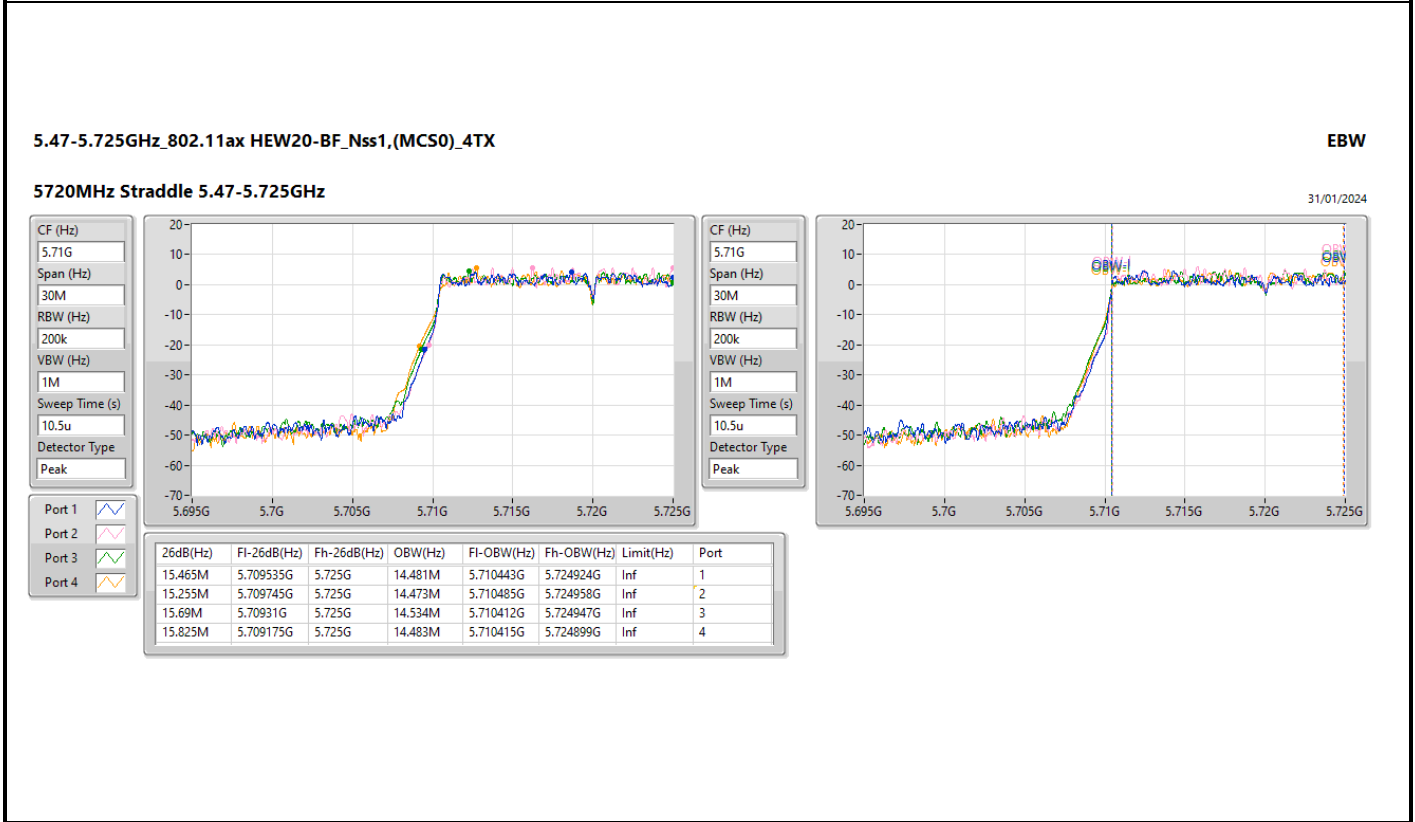 5.47-5.725GHz_802.11ax HEW20-BF_Nss1,(MCS0)_4TX EBW
5720MHz Straddle 5.47-5.725GHz
31/01/2024
CF (Hz)
5.71G
Span (Hz)
30M
RBW (Hz)
200k
VBW (Hz)
1M
Sweep Time (s)
10.5u
Detector Type
Peak
20
10
0
-10
-20
-30
-40
-50
-60
-70
5.695G 5.7G 5.705G 5.71G 5.715G 5.72G 5.725G
CF (Hz)
5.71G
Span (Hz)
30M
RBW (Hz)
200k
VBW (Hz)
1M
Sweep Time (s)
10.5u
Detector Type
Peak
20
10
0
-10
-20
-30
-40
-50
-60
-70
5.695G 5.7G 5.705G 5.71G 5.715G 5.72G 5.725G
OBW-l
OBW
Port 1
Port 2
Port 3
Port 4
26dB(Hz) Fl-26dB(Hz) Fh-26dB(Hz) OBW(Hz) Fl-OBW(Hz) Fh-OBW(Hz) Limit(Hz) Port
15.465M 5.709535G 5.725G 14.481M 5.710443G 5.724924G Inf 1
15.255M 5.709745G 5.725G 14.473M 5.710485G 5.724958G Inf 2
15.69M 5.70931G 5.725G 14.534M 5.710412G 5.724947G Inf 3
15.825M 5.709175G 5.725G 14.483M 5.710415G 5.724899G Inf 4